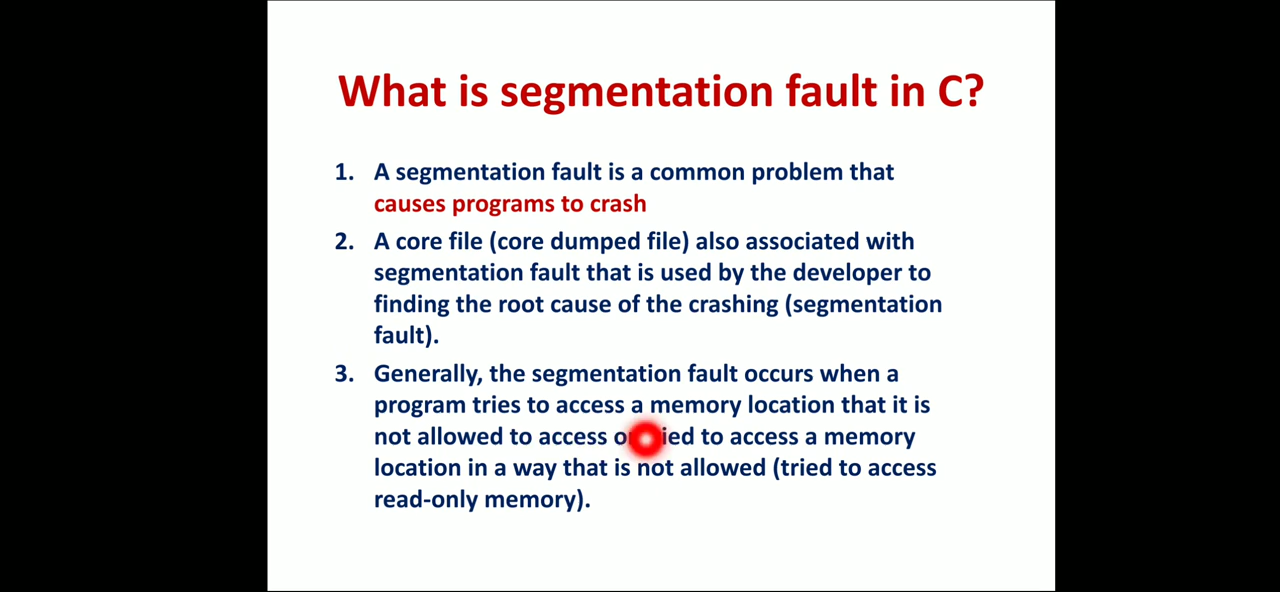 What is segmentation fault in C?
1. A segmentation fault is a common problem that
causes programs to crash
2. A core file (core dumped file) also associated with
segmentation fault that is used by the developer to
finding the root cause of the crashing (segmentation
fault).
3. Generally, the segmentation fault occurs when a
program tries to access a memory location that it is
not allowed to access to access a memory
location in a way that is not allowed (tried to access
read-only memory).